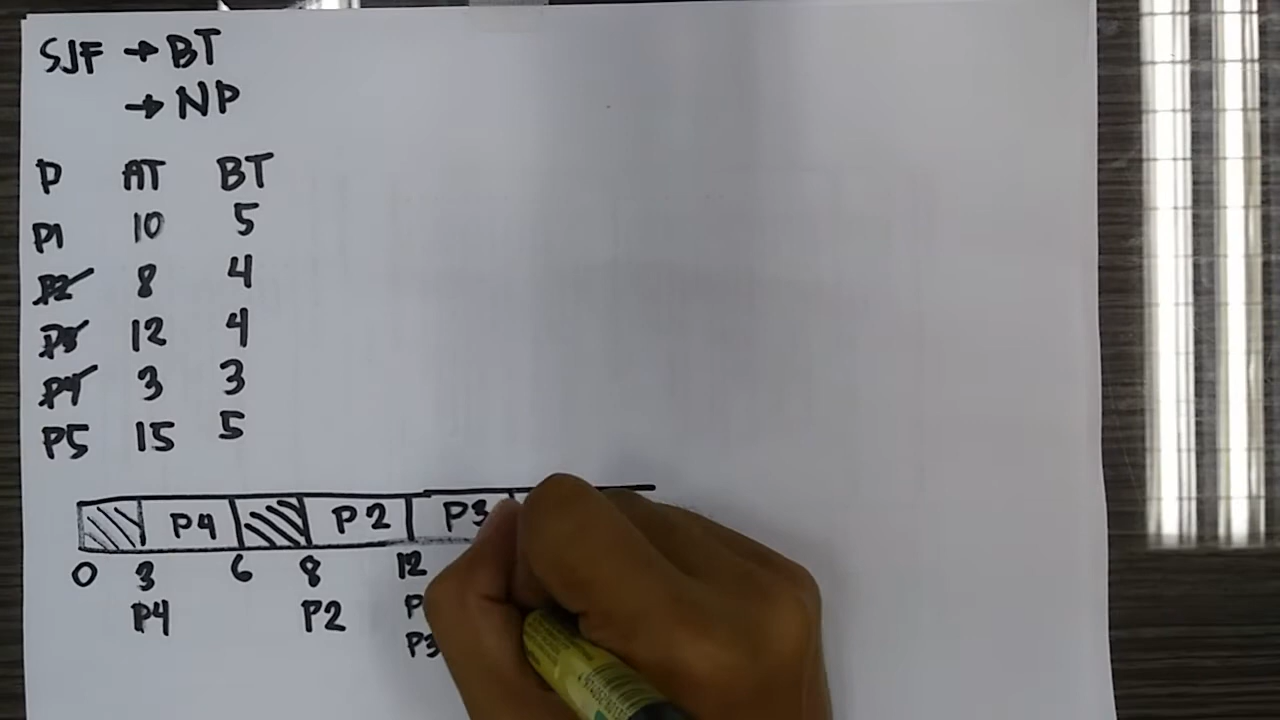 SJF → BT
→ NP
P AT BT
P1 10 5
P2 8 4
P3 12 4
P4 3 3
P5 15 5
P4 P2 P3
0 3 6 8 12
P4 P2 P
P3